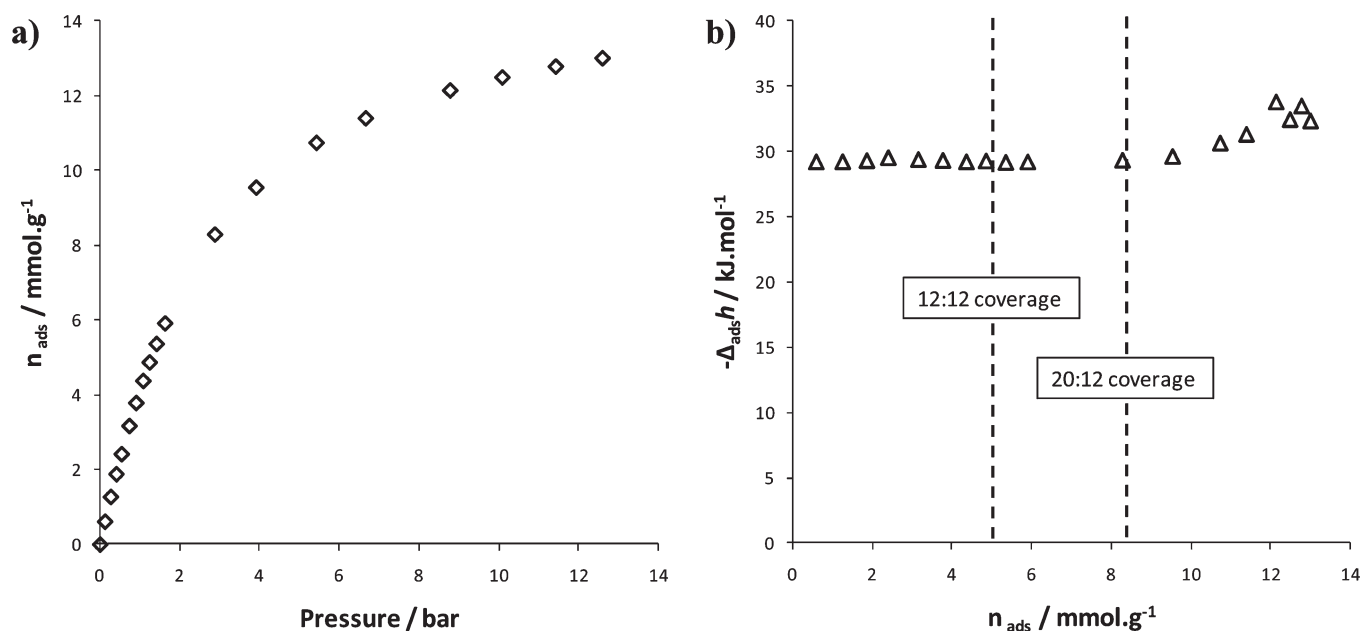 a)
14
12
10
8
6
4
2
0
n ads / mmol.g-1
0 2 4 6 8 10 12 14
Pressure / bar
b)
40
35
30
25
20
15
10
5
0
-Δadsh / kJ.mol-1
12:12 coverage
20:12 coverage
0 2 4 6 8 10 12 14
n ads / mmol.g-1